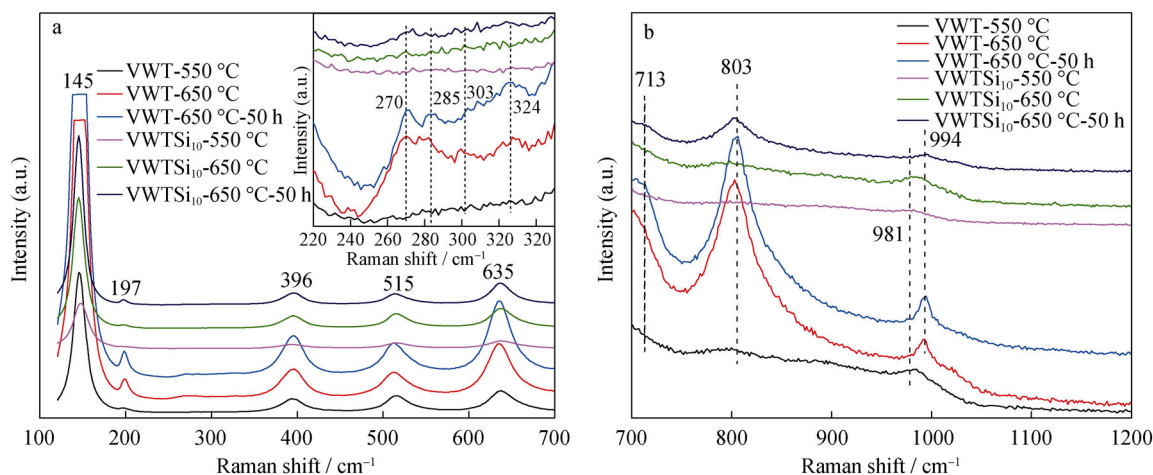 a
145
VWT-550 °C
VWT-650 °C
VWT-650 °C-50 h
VWTSi₁₀-550 °C
VWTSi₁₀-650 °C
VWTSi₁₀-650 °C-50 h
197
396
515
635
Intensity (a.u.)
100 200 300 400 500 600 700
Raman shift / cm⁻¹
270
285
303
324
Intensity (a.u.)
220 240 260 280 300 320
Raman shift / cm⁻¹
b
VWT-550 °C
VWT-650 °C
VWT-650 °C-50 h
VWTSi₁₀-550 °C
VWTSi₁₀-650 °C
VWTSi₁₀-650 °C-50 h
713
803
994
981
Intensity (a.u.)
700 800 900 1000 1100 1200
Raman shift / cm⁻¹